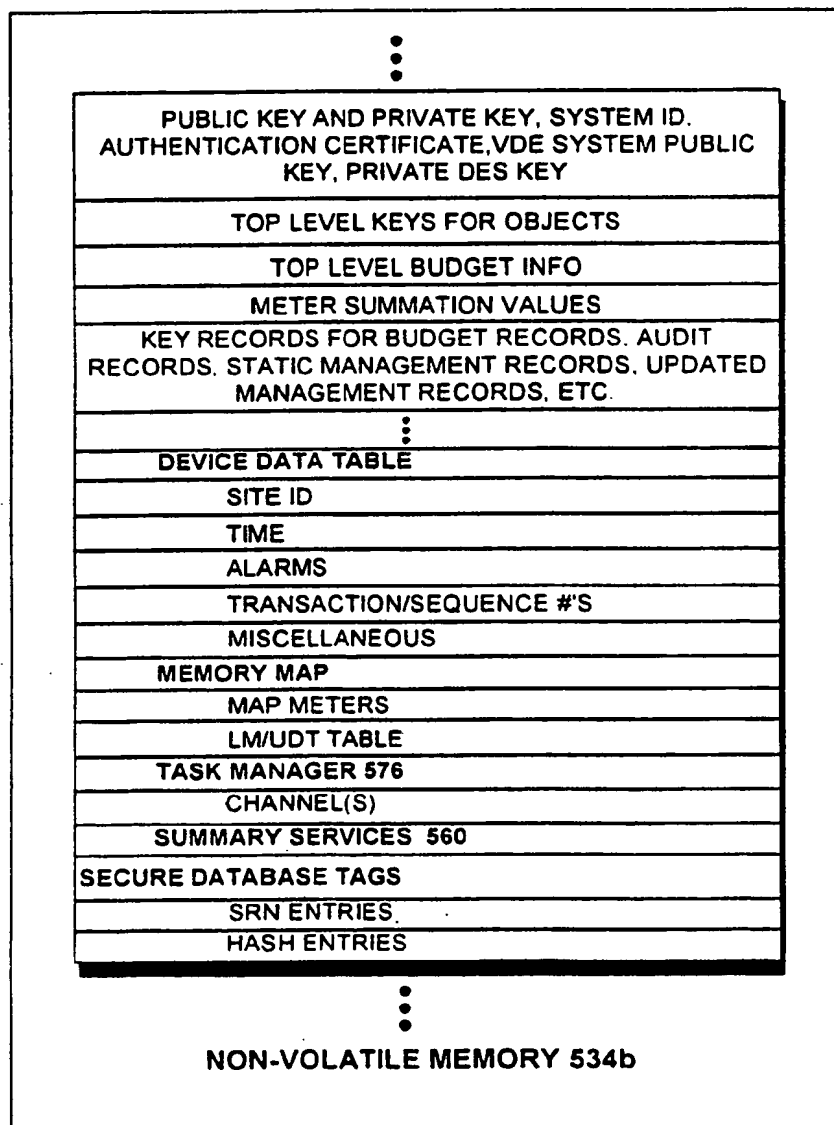 PUBLIC KEY AND PRIVATE KEY, SYSTEM ID.
AUTHENTICATION CERTIFICATE,VDE SYSTEM PUBLIC
KEY, PRIVATE DES KEY
TOP LEVEL KEYS FOR OBJECTS
TOP LEVEL BUDGET INFO
METER SUMMATION VALUES
KEY RECORDS FOR BUDGET RECORDS. AUDIT
RECORDS. STATIC MANAGEMENT RECORDS, UPDATED
MANAGEMENT RECORDS, ETC.
DEVICE DATA TABLE
SITE ID
TIME
ALARMS
TRANSACTION/SEQUENCE #'S
MISCELLANEOUS
MEMORY MAP
MAP METERS
LM/UDT TABLE
TASK MANAGER 576
CHANNEL(S)
SUMMARY SERVICES 560
SECURE DATABASE TAGS
SRN ENTRIES
HASH ENTRIES
NON-VOLATILE MEMORY 534b